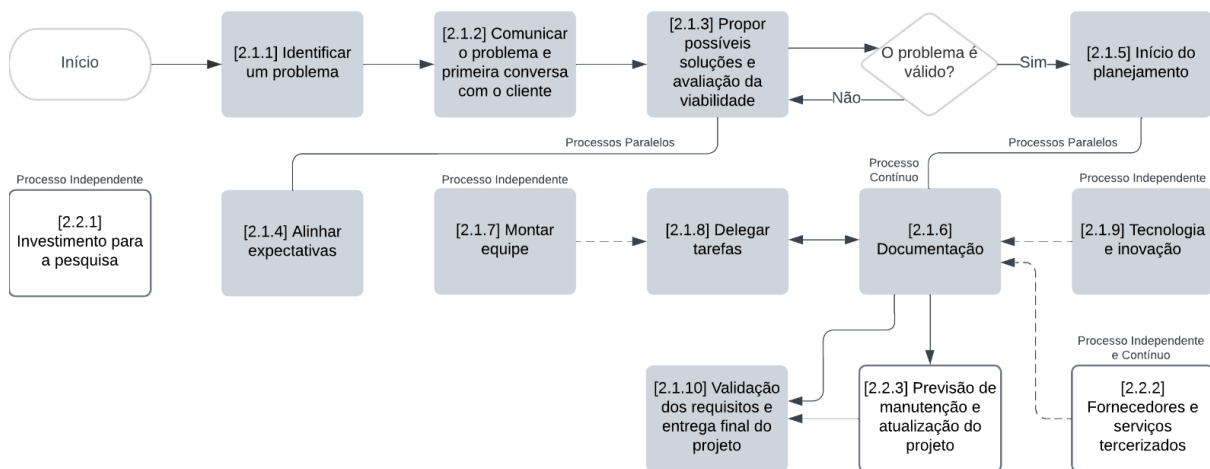 Início
[2.1.1] Identificar
um problema
[2.1.2] Comunicar
o problema e
primeira conversa
com o cliente
[2.1.3] Propor
possíveis
soluções e
avaliação da
viabilidade
O problema é
válido?
Sim
Não
[2.1.5] Início do
planejamento
Processos Paralelos
Processo
Contínuo
Processos Paralelos
Processo Independente
[2.2.1]
Investimento para
a pesquisa
[2.1.4] Alinhar
expectativas
Processo Independente
[2.1.7] Montar
equipe
[2.1.8] Delegar
tarefas
[2.1.6]
Documentação
Processo Independente
[2.1.9] Tecnologia
e inovação
[2.1.10] Validação
dos requisitos e
entrega final do
projeto
[2.2.3] Previsão de
manutenção e
atualização do
projeto
Processo Independente
e Contínuo
[2.2.2]
Fornecedores e
serviços
tercerizados